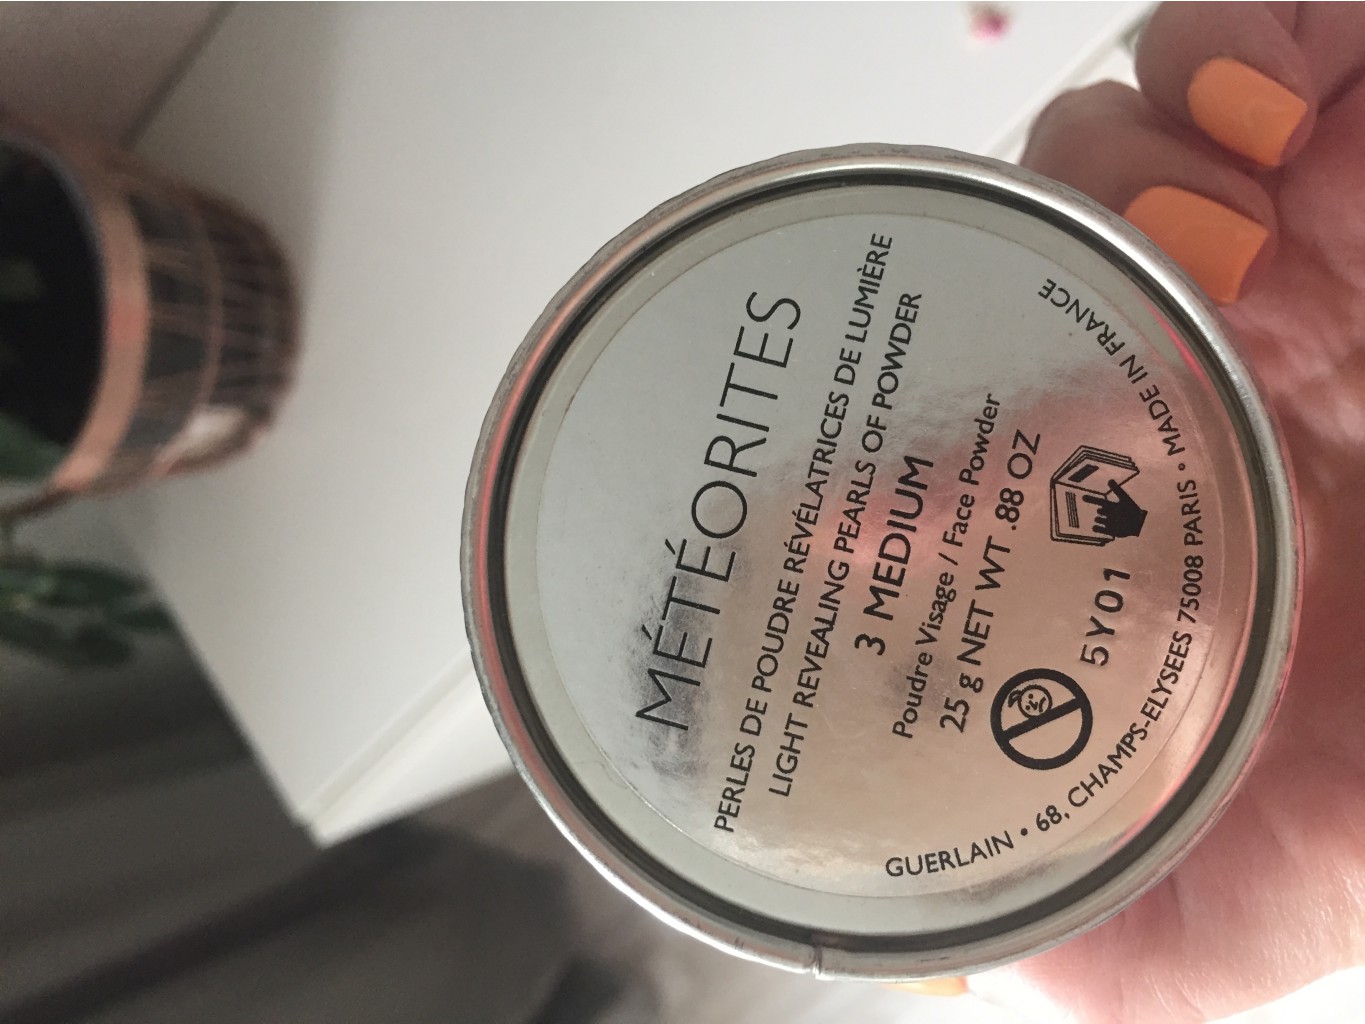 MÉTÉORITES
PERLES DE POUDRE RÉVÉLATRICES DE LUMIÈRE
LIGHT REVEALING PEARLS OF POWDER
3 MEDIUM
Poudre Visage / Face Powder
25 g NET WT .88 OZ
5Y01
GUERLAIN • 68, CHAMPS-ELYSEES 75008 PARIS • MADE IN FRANCE